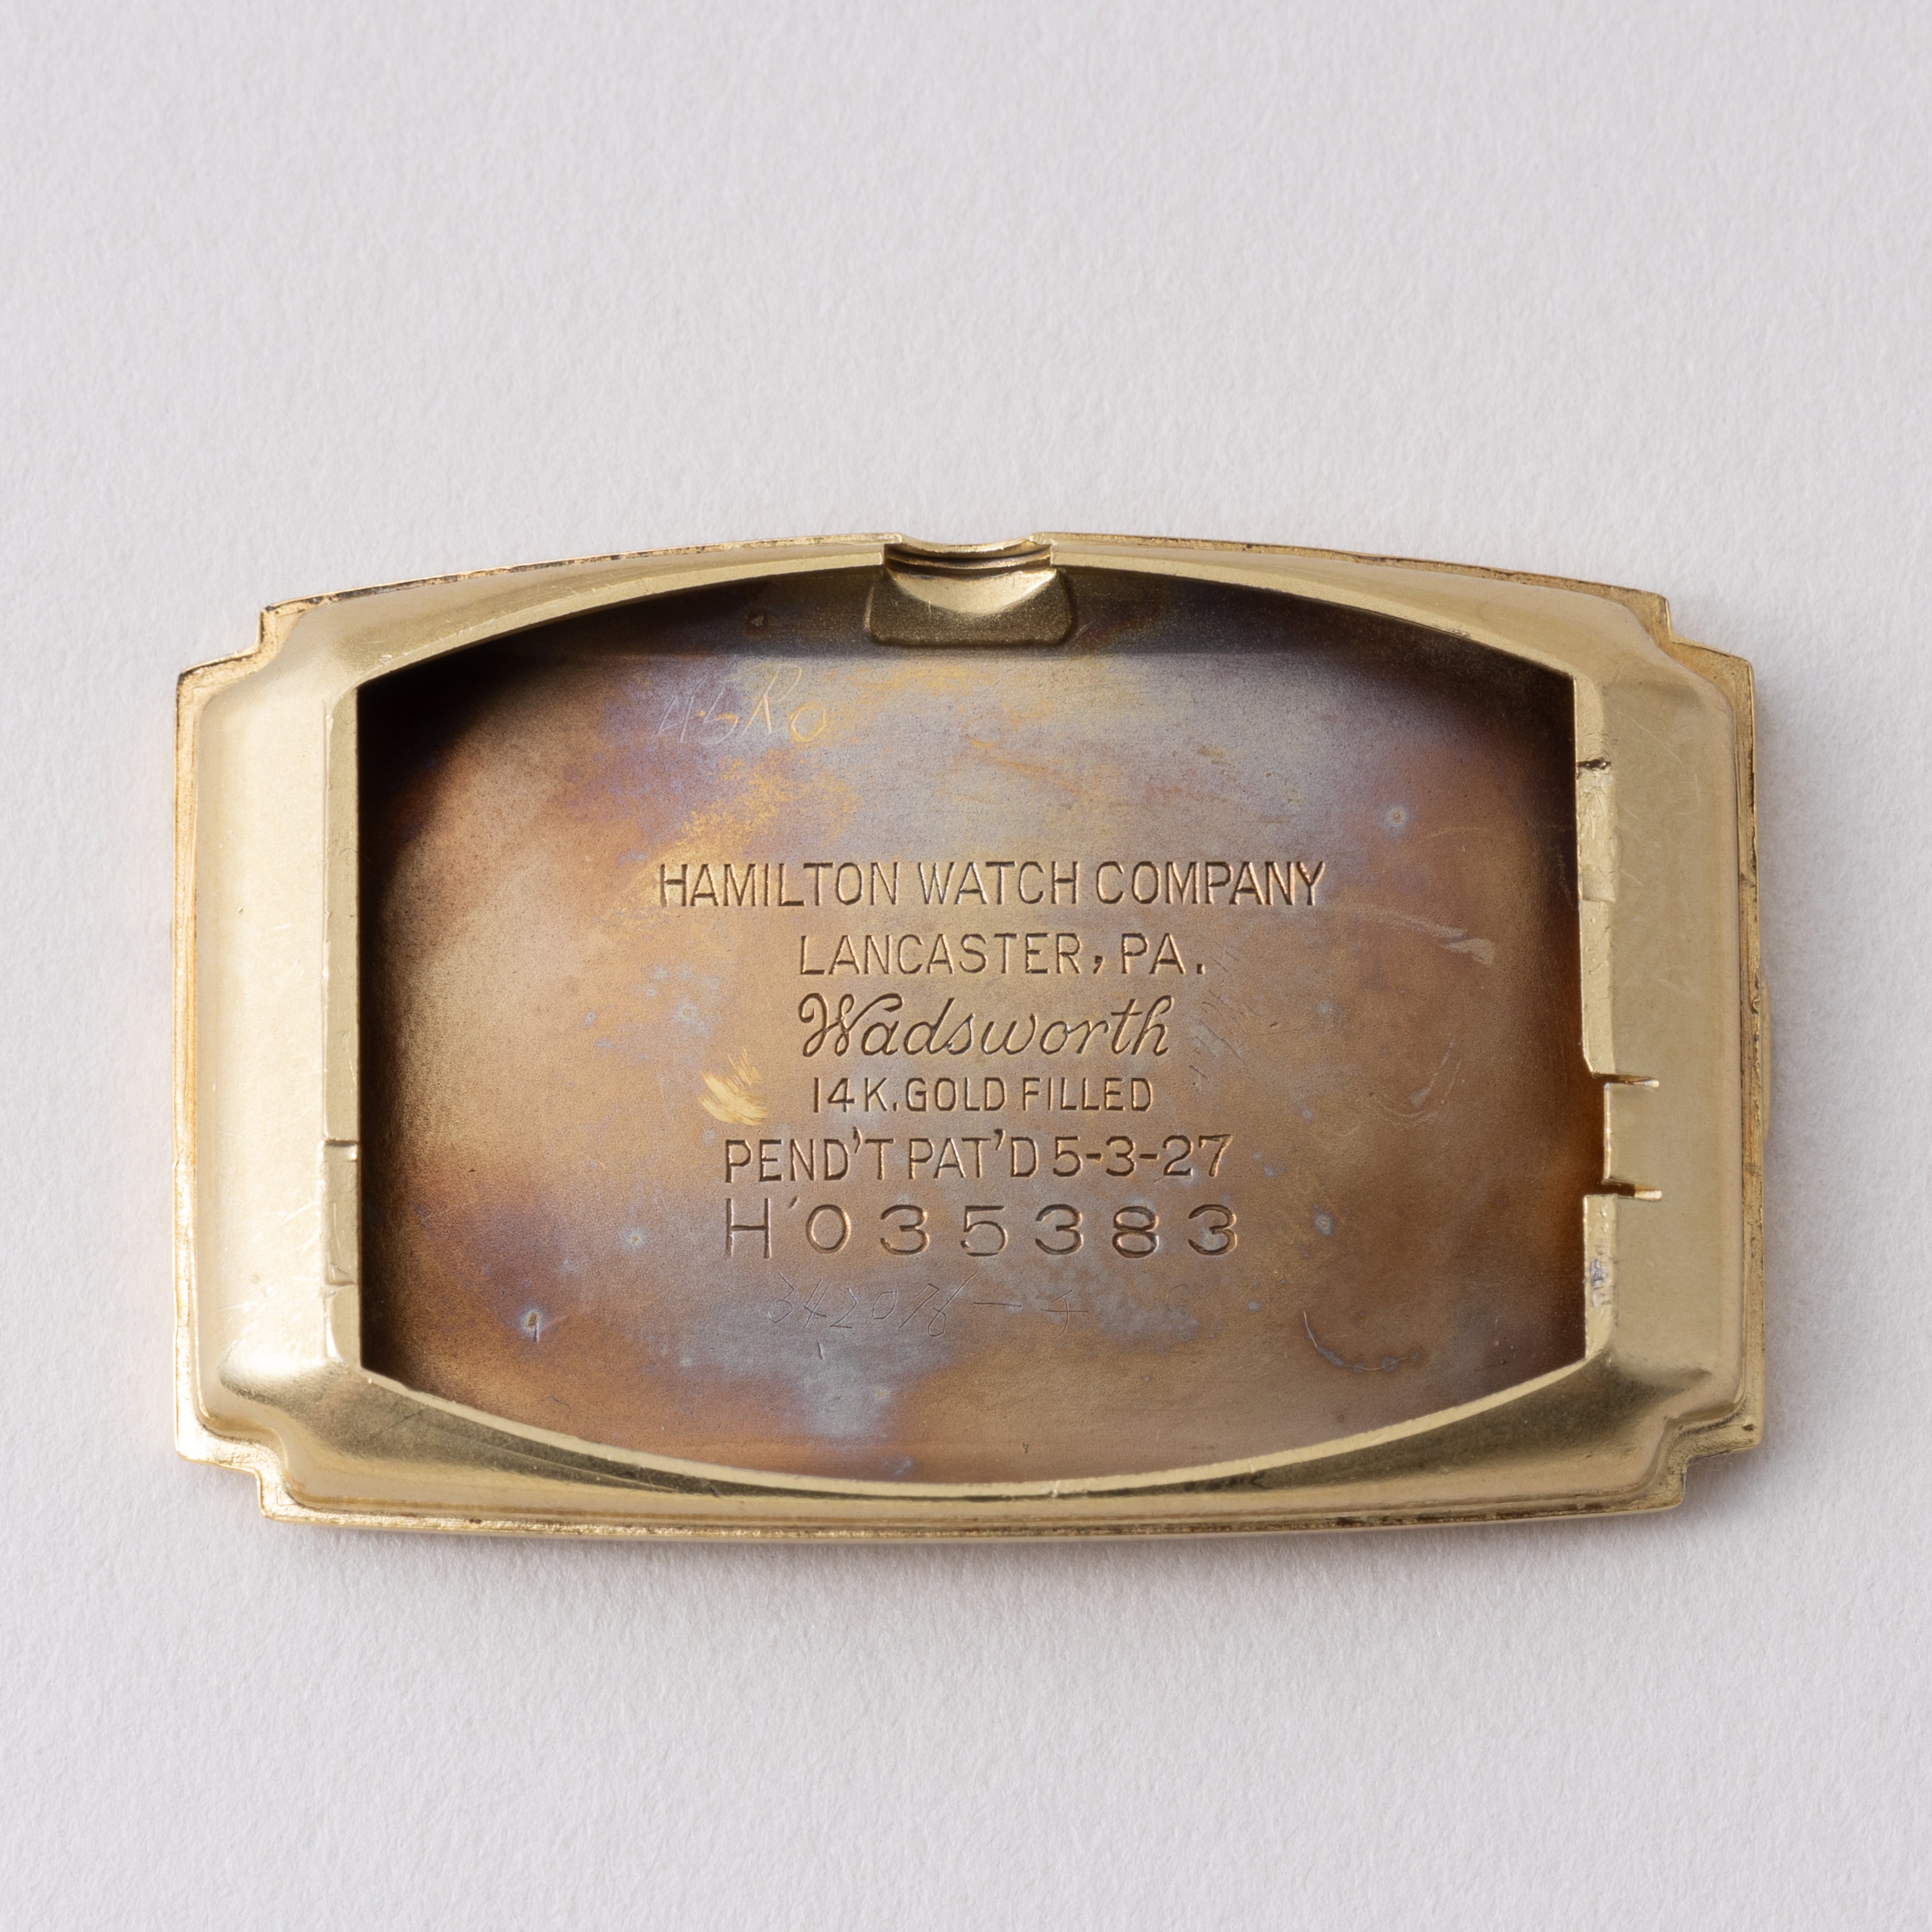 HAMILTON WATCH COMPANY
LANCASTER, PA.
Wadsworth
14K. GOLD FILLED
PEND'T PAT'D 5-3-27
H'035383